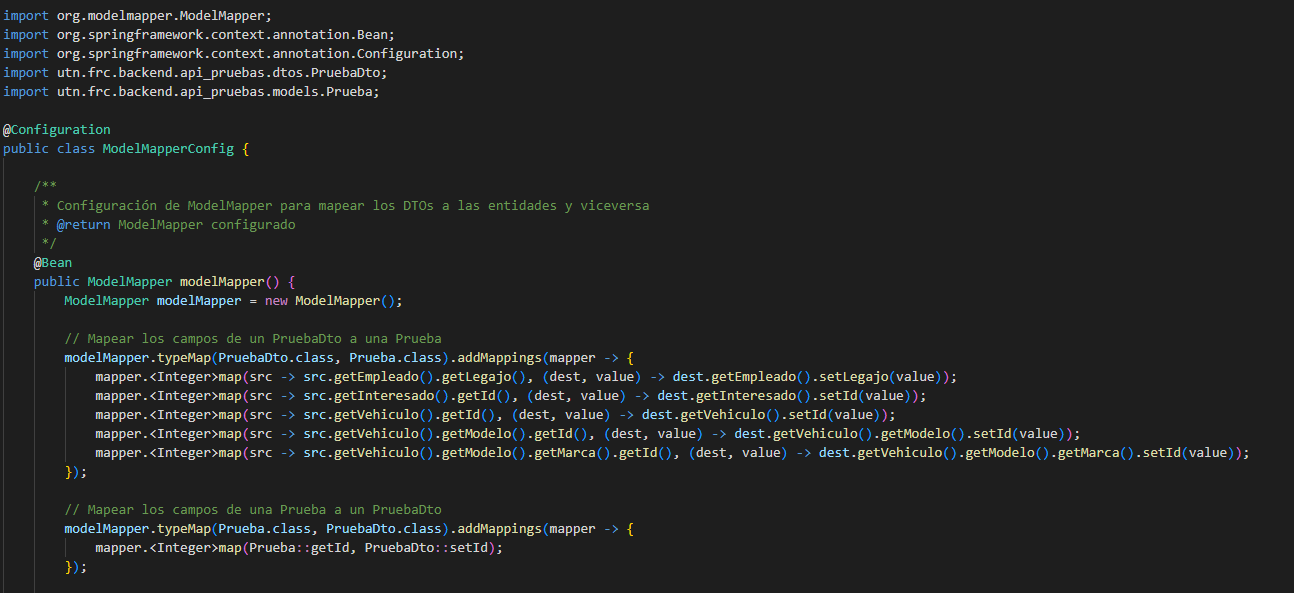 import org.modelmapper.ModelMapper;
import org.springframework.context.annotation.Bean;
import org.springframework.context.annotation.Configuration;
import utn.frc.backend.api_pruebas.dtos.PruebaDto;
import utn.frc.backend.api_pruebas.models.Prueba;

@Configuration
public class ModelMapperConfig {

    /**
     * Configuración de ModelMapper para mapear los DTOs a las entidades y viceversa
     * @return ModelMapper configurado
     */
    @Bean
    public ModelMapper modelMapper() {
        ModelMapper modelMapper = new ModelMapper();

        // Mapear los campos de un PruebaDto a una Prueba
        modelMapper.typeMap(PruebaDto.class, Prueba.class).addMappings(mapper -> {
            mapper.<Integer>map(src -> src.getEmpleado().getLegajo(), (dest, value) -> dest.getEmpleado().setLegajo(value));
            mapper.<Integer>map(src -> src.getInteresado().getId(), (dest, value) -> dest.getInteresado().setId(value));
            mapper.<Integer>map(src -> src.getVehiculo().getId(), (dest, value) -> dest.getVehiculo().setId(value));
            mapper.<Integer>map(src -> src.getVehiculo().getModelo().getId(), (dest, value) -> dest.getVehiculo().getModelo().setId(value));
            mapper.<Integer>map(src -> src.getVehiculo().getModelo().getMarca().getId(), (dest, value) -> dest.getVehiculo().getModelo().getMarca().setId(value));
        });

        // Mapear los campos de una Prueba a un PruebaDto
        modelMapper.typeMap(Prueba.class, PruebaDto.class).addMappings(mapper -> {
            mapper.<Integer>map(Prueba::getId, PruebaDto::setId);
        });